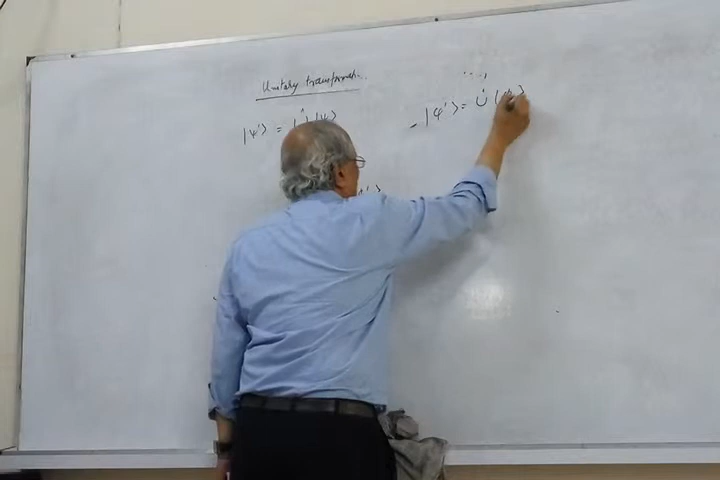 Unitary transformation
|ψ'⟩ = Û |ψ⟩
|ψ'⟩ = Û |